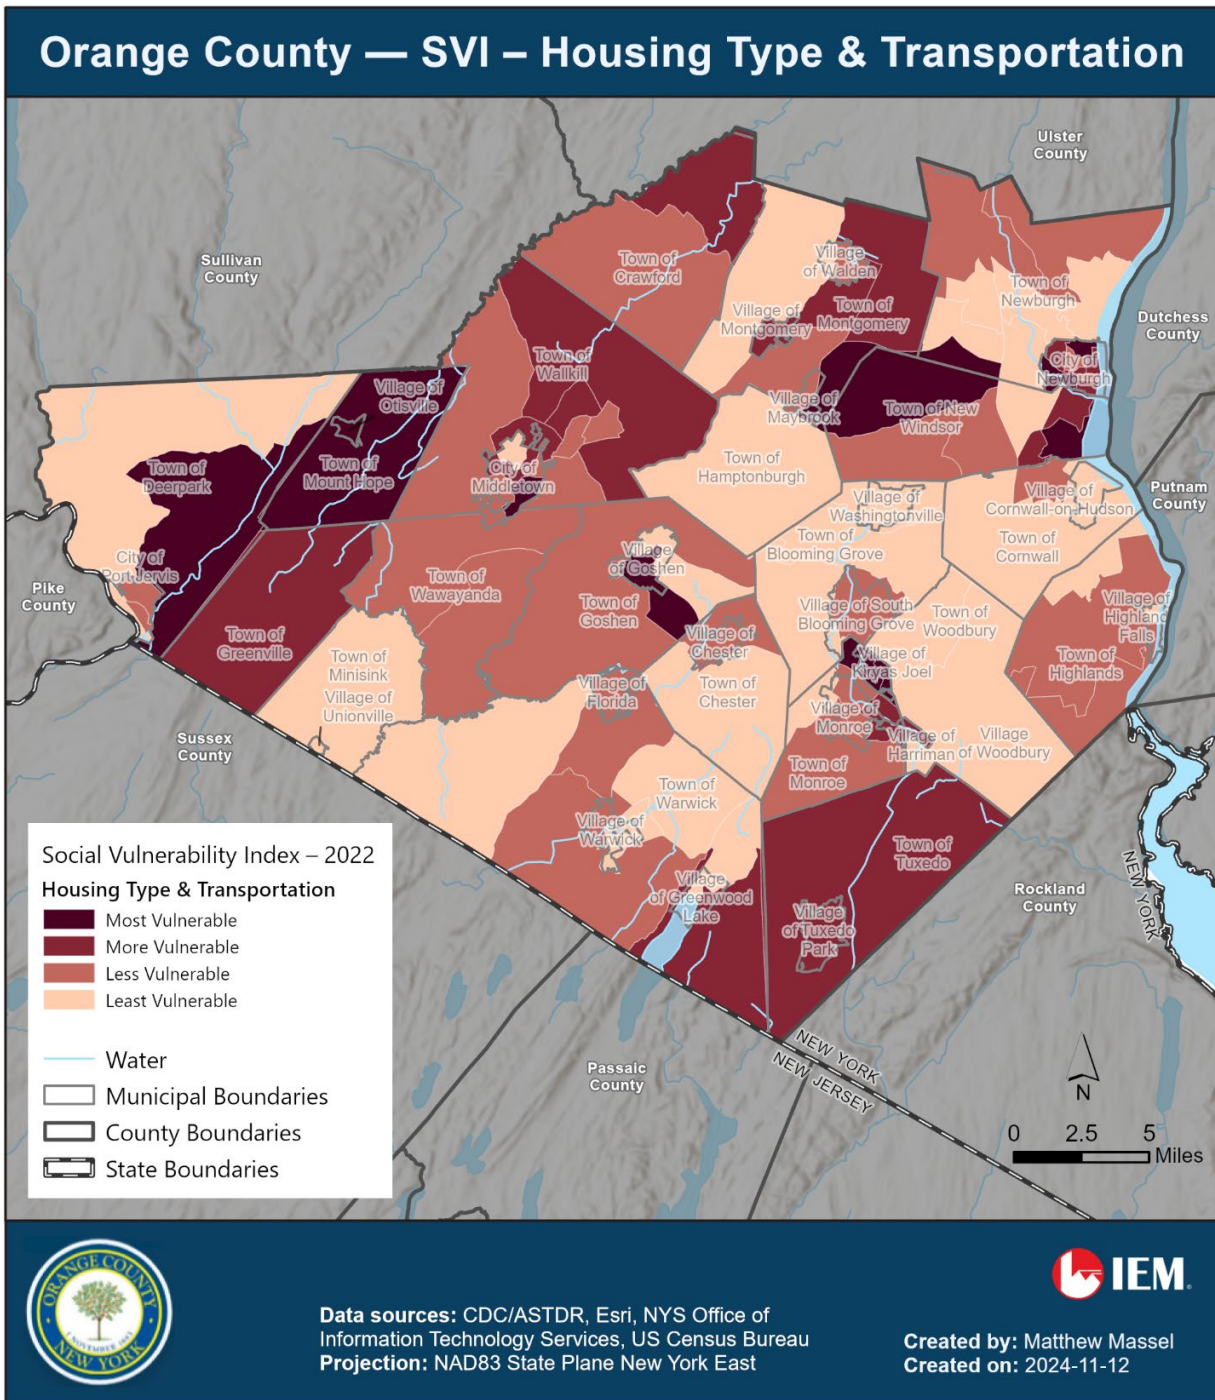 Orange County — SVI – Housing Type & Transportation
Ulster
County
Sullivan
County
Dutchess
County
Putnam
County
Pike
County
Sussex
County
Rockland
County
Passaic
County
Town of
Crawford
Village
of Walden
Town of
Newburgh
Village of
Montgomery
Town of
Montgomery
Town of
Wallkill
City of
Newburgh
Village of
Otisville
Village of
Maybrook
Town of New
Windsor
Town of
Deerpark
Town of
Mount Hope
City of
Middletown
Town of
Hamptonburgh
Village of
Washingtonville
Village of
Cornwall-on-Hudson
Town of
Blooming Grove
Town of
Cornwall
City of
Port Jervis
Village
of Goshen
Town of
Wawayanda
Town of
Goshen
Village of South
Blooming Grove
Town of
Woodbury
Village of
Highland
Falls
Town of
Greenville
Village of
Chester
Town of
Highlands
Town of
Minisink
Village of
Unionville
Village of
Florida
Town of
Chester
Village of
Kiryas Joel
Village of
Monroe
Village of
Harriman
Village
of Woodbury
Town of
Monroe
Town of
Warwick
Village of
Warwick
Town of
Tuxedo
Village
of Greenwood
Lake
Village
of Tuxedo
Park
NEW YORK
NEW YORK
NEW JERSEY
Social Vulnerability Index – 2022
Housing Type & Transportation
Most Vulnerable
More Vulnerable
Less Vulnerable
Least Vulnerable
Water
Municipal Boundaries
County Boundaries
State Boundaries
N
0 2.5 5
Miles
ORANGE COUNTY
NEW YORK
IEM
Data sources: CDC/ASTDR, Esri, NYS Office of
Information Technology Services, US Census Bureau
Projection: NAD83 State Plane New York East
Created by: Matthew Massel
Created on: 2024-11-12